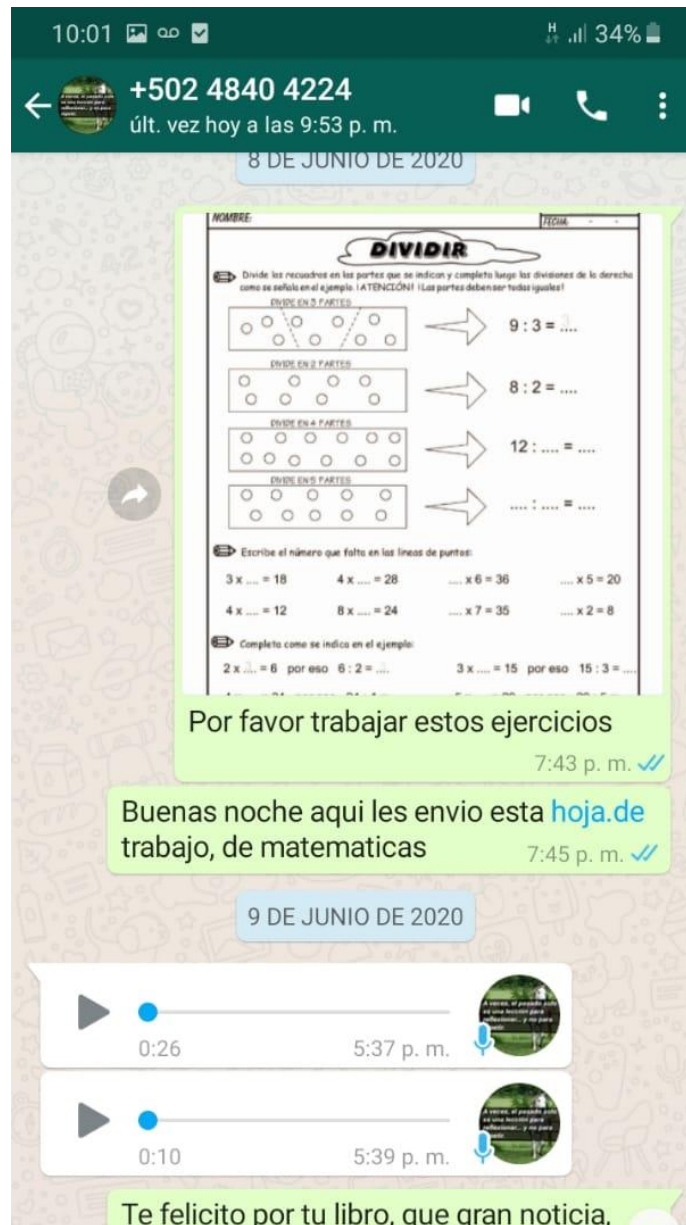 10:01 34%
+502 4840 4224
últ. vez hoy a las 9:53 p. m.
8 DE JUNIO DE 2020
NOMBRE: FECHA: - -
DIVIDIR
Divide los recuadros en las partes que se indican y completa luego las divisiones de la derecha
como se señala en el ejemplo. ¡ATENCIÓN! ¡Las partes deben ser todas iguales!
DIVIDE EN 3 PARTES
9 : 3 = 3
DIVIDE EN 2 PARTES
8 : 2 = ....
DIVIDE EN 4 PARTES
12 : .... = ....
DIVIDE EN 5 PARTES
.... : .... = ....
Escribe el número que falta en las líneas de puntos:
3 x .... = 18 4 x .... = 28 .... x 6 = 36 .... x 5 = 20
4 x .... = 12 8 x .... = 24 .... x 7 = 35 .... x 2 = 8
Completa como se indica en el ejemplo:
2 x .3. = 6 por eso 6 : 2 = .3. 3 x .... = 15 por eso 15 : 3 = ....
Por favor trabajar estos ejercicios
7:43 p. m.
Buenas noche aqui les envio esta hoja.de
trabajo, de matematicas 7:45 p. m.
9 DE JUNIO DE 2020
0:26 5:37 p. m.
0:10 5:39 p. m.
Te felicito por tu libro, que gran noticia,